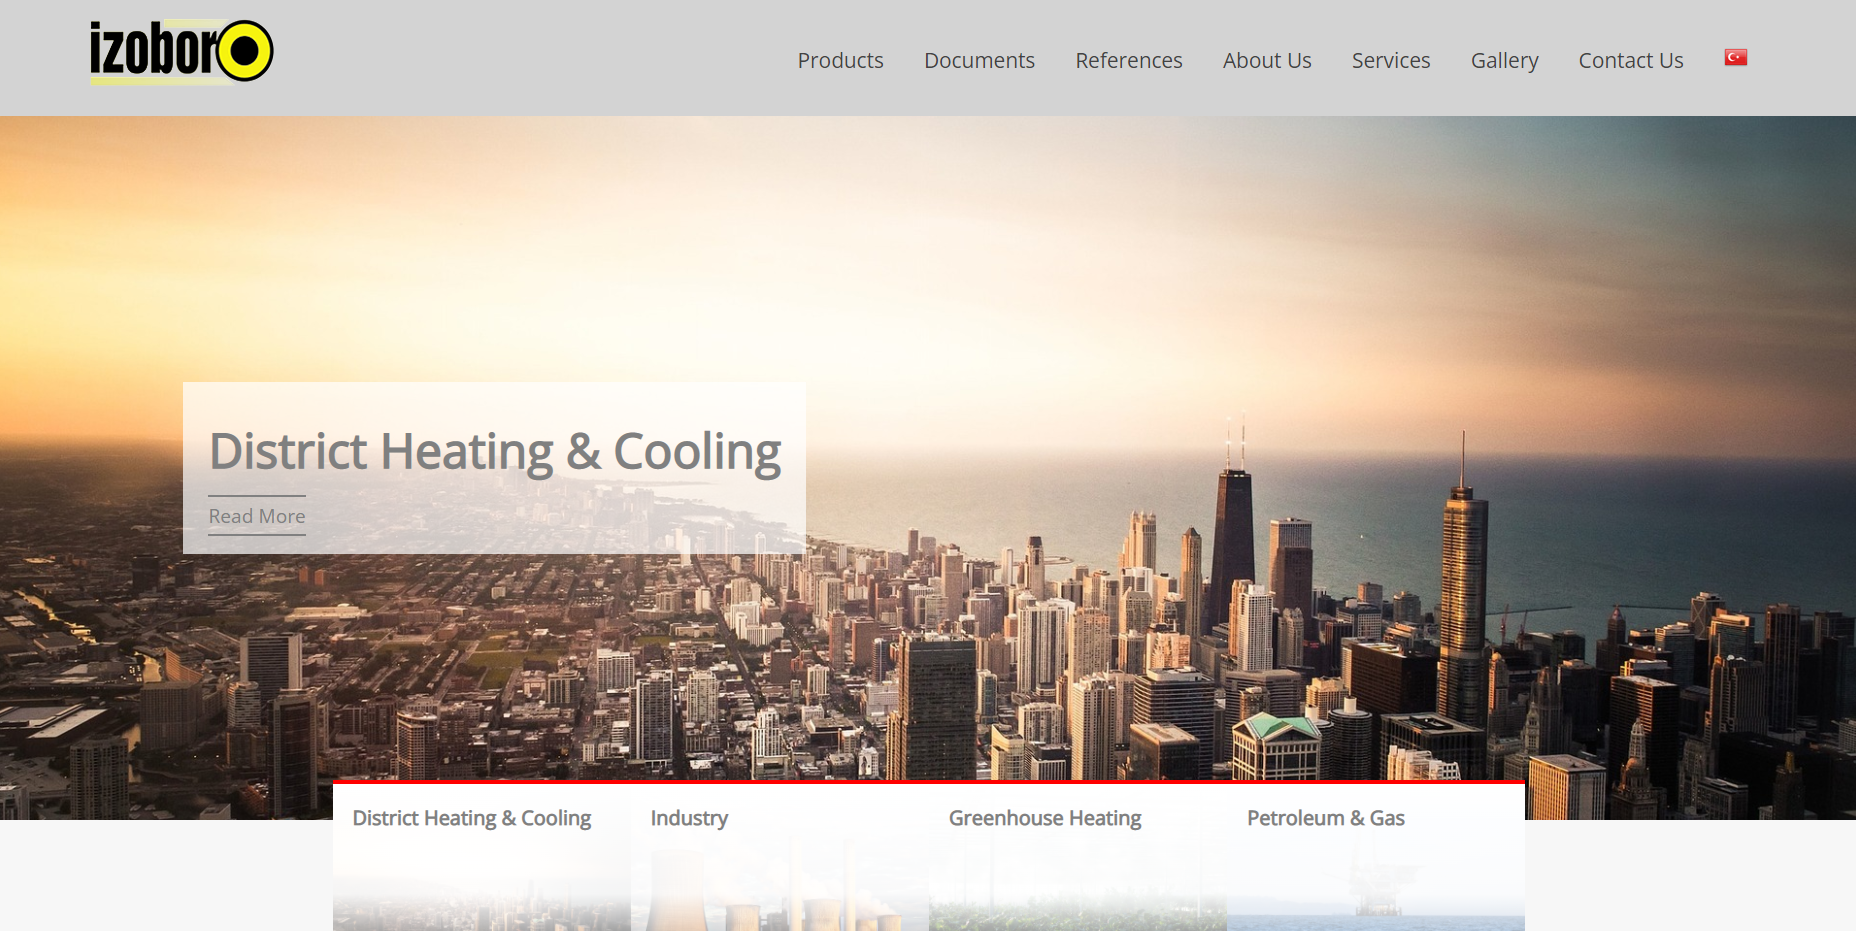 izoboro
Products
Documents
References
About Us
Services
Gallery
Contact Us
District Heating & Cooling
Read More
District Heating & Cooling
Industry
Greenhouse Heating
Petroleum & Gas